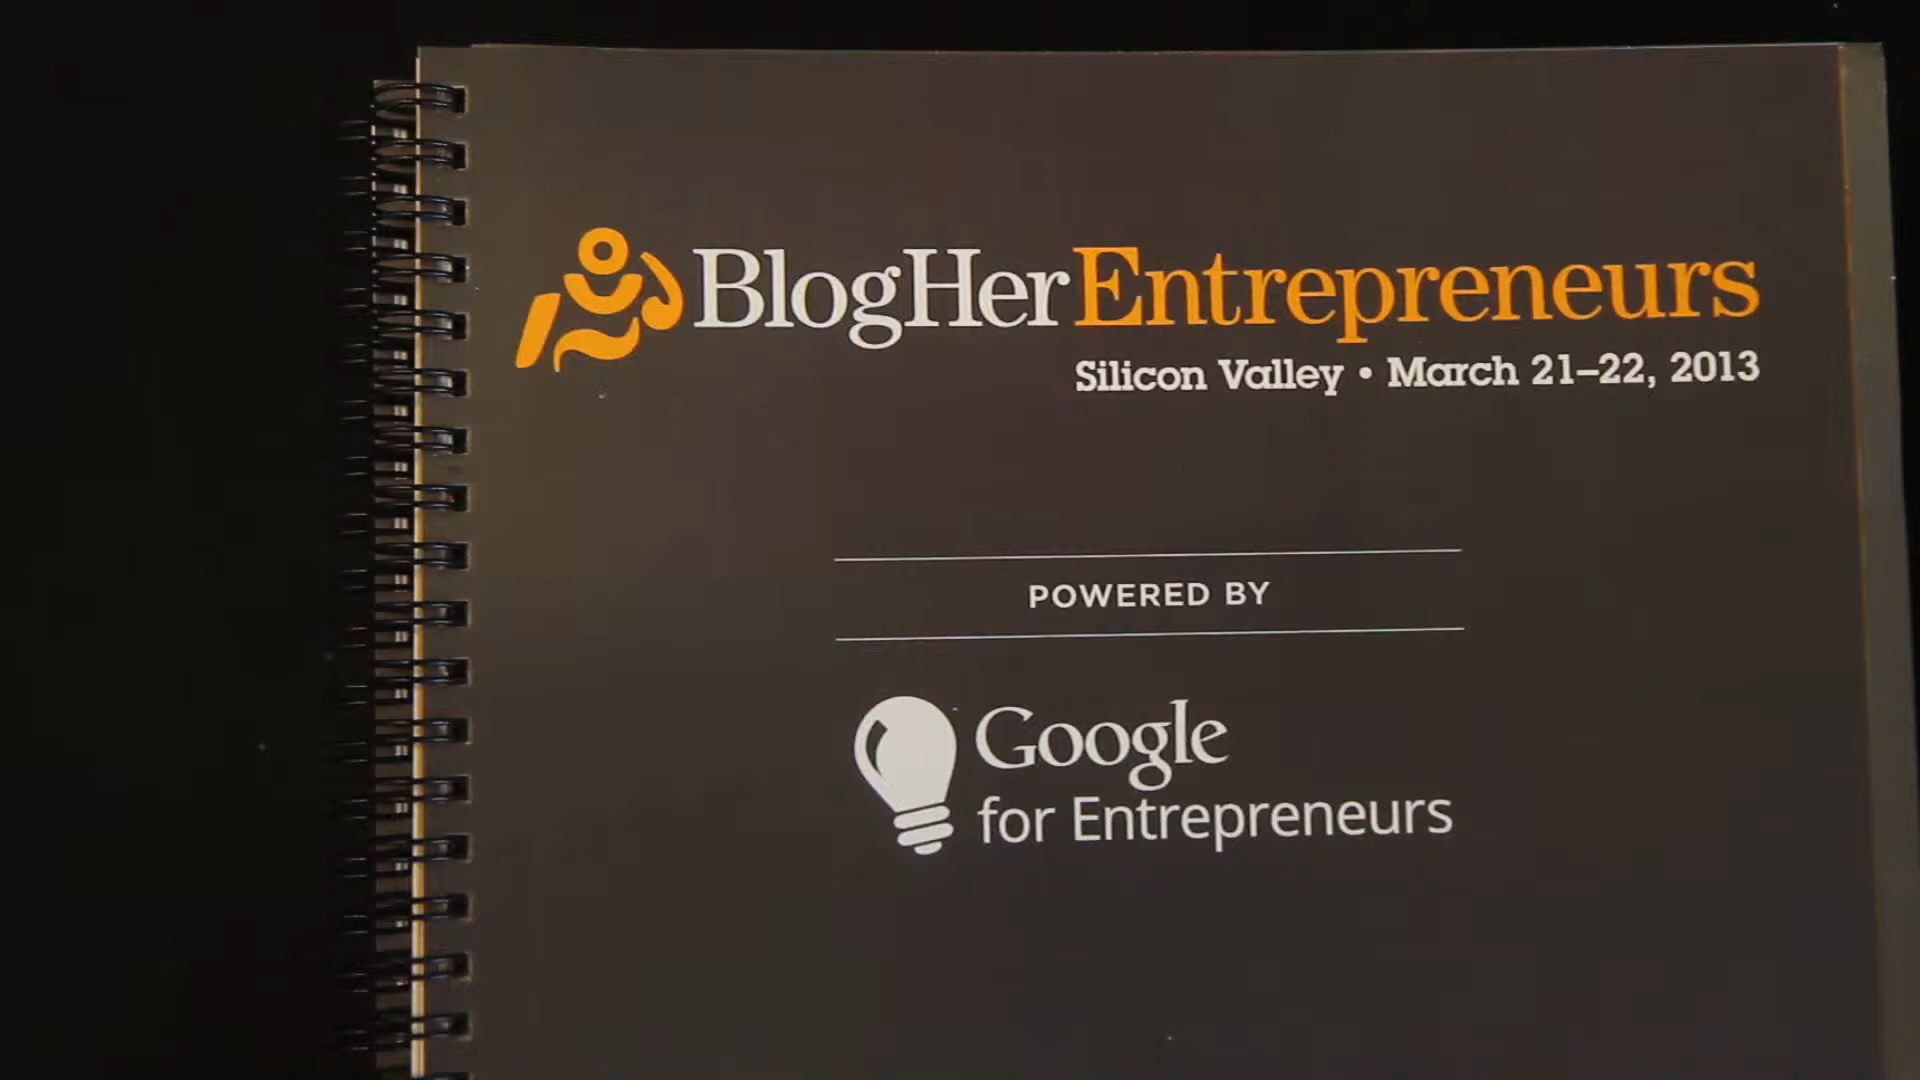 BlogHerEntrepreneurs
Silicon Valley • March 21–22, 2013
POWERED BY
Google
for Entrepreneurs